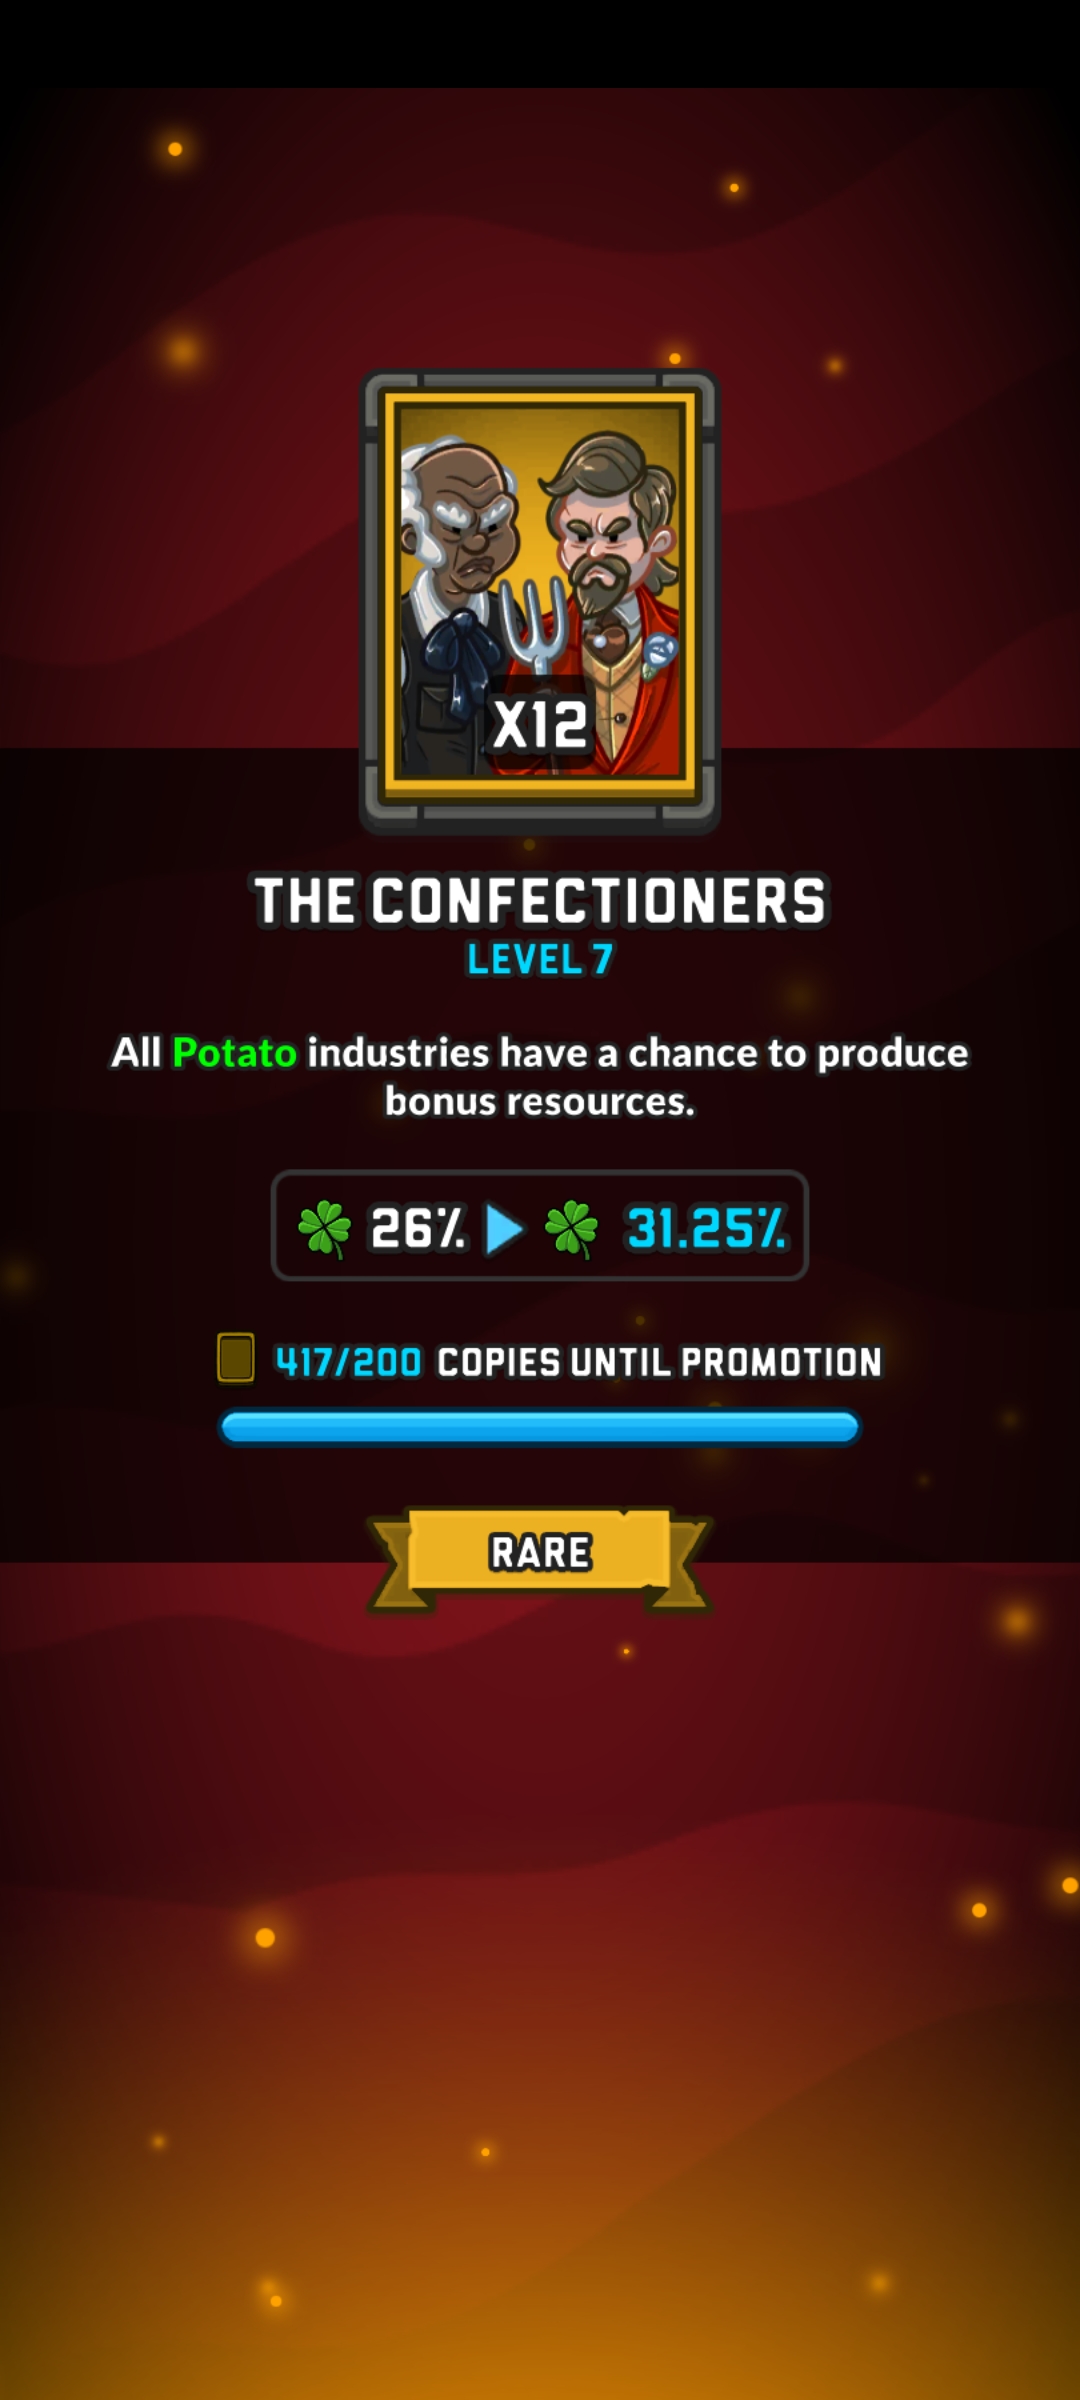 X12
THE CONFECTIONERS
LEVEL 7
All Potato industries have a chance to produce
bonus resources.
26% 31.25%
417/200 COPIES UNTIL PROMOTION
RARE